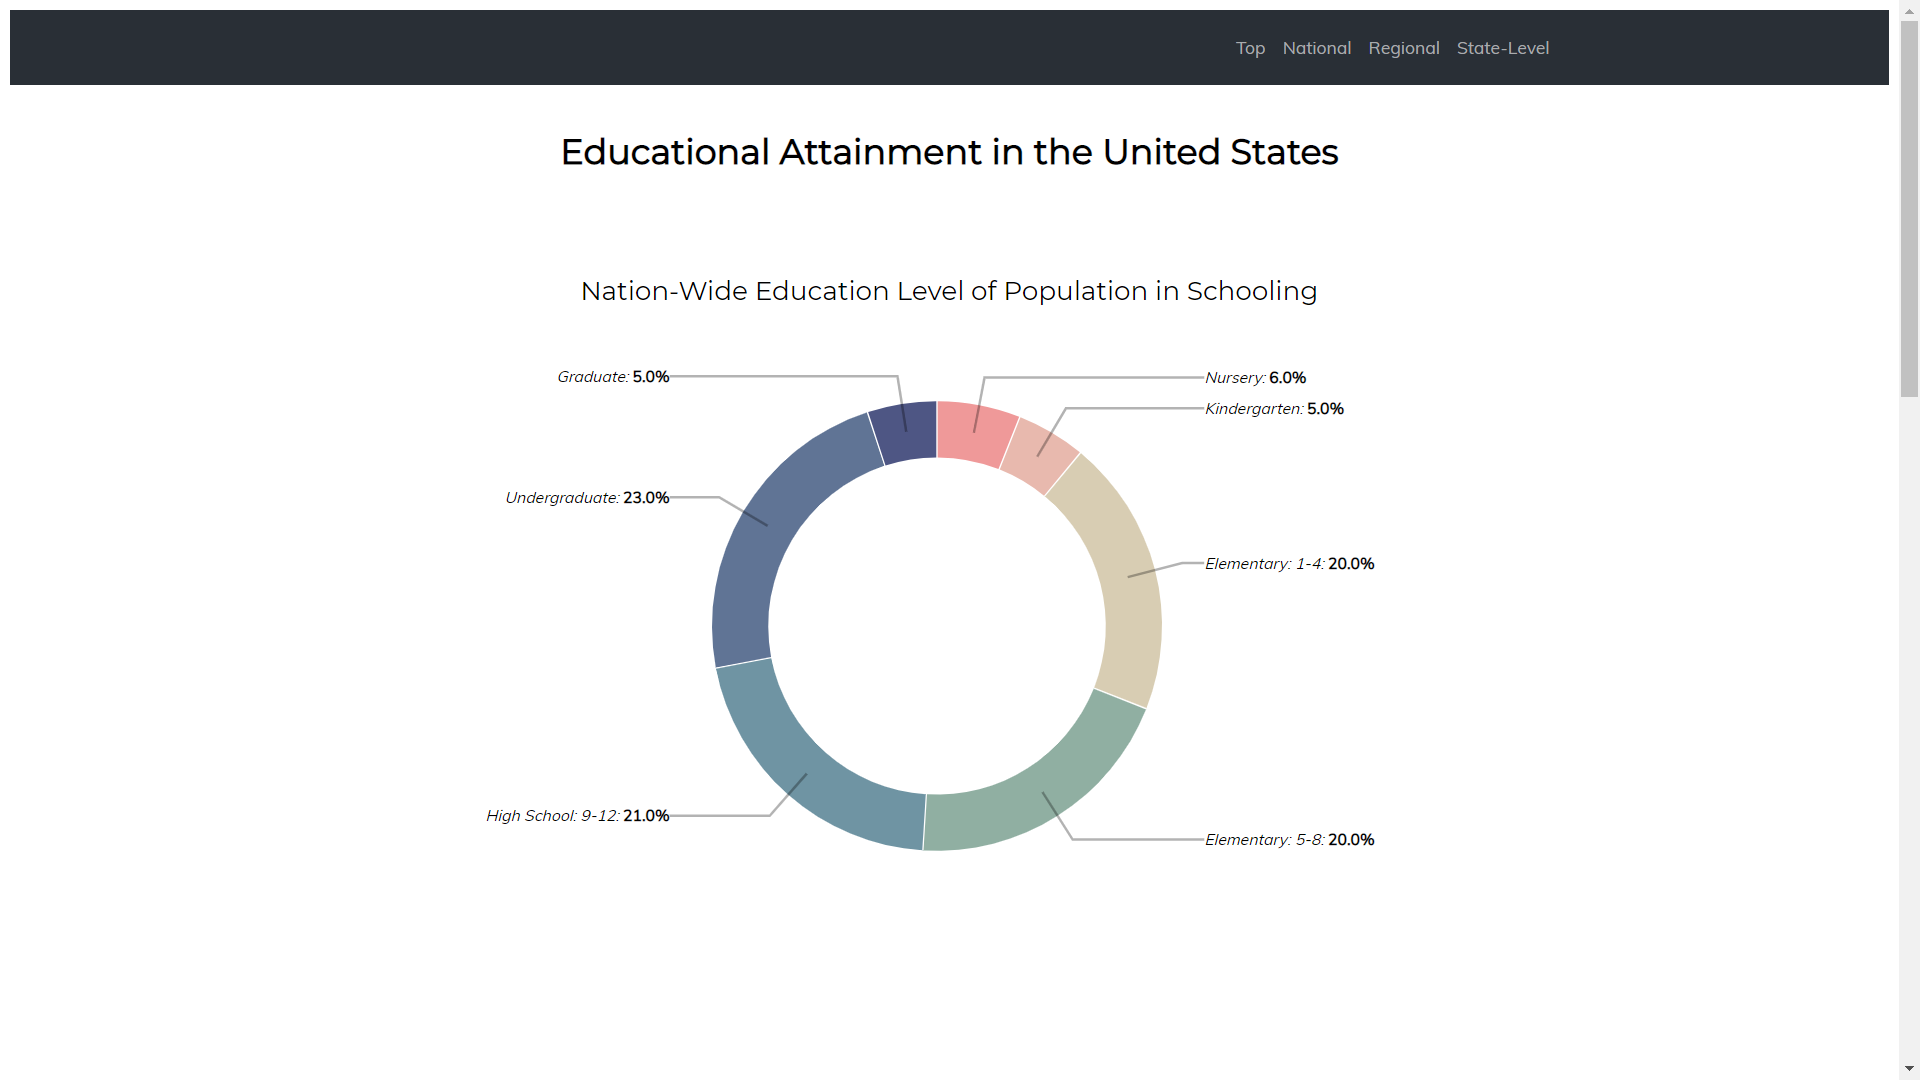 Top National Regional State-Level
Educational Attainment in the United States
Nation-Wide Education Level of Population in Schooling
Graduate: 5.0%
Nursery: 6.0%
Kindergarten: 5.0%
Undergraduate: 23.0%
Elementary: 1-4: 20.0%
High School: 9-12: 21.0%
Elementary: 5-8: 20.0%